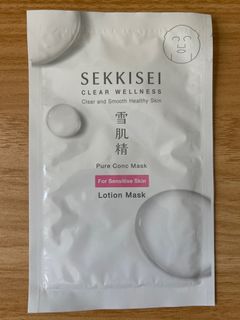 SEKKISEI
CLEAR WELLNESS
Clear and Smooth Healthy Skin
雪
肌
精
Pure Conc Mask
For Sensitive Skin
Lotion Mask